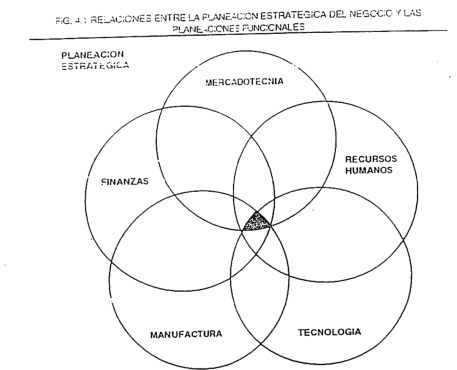 FIG. 4.1 RELACIONES ENTRE LA PLANEACION ESTRATEGICA DEL NEGOCIO Y LAS
PLANEACIONES FUNCIONALES
PLANEACION
ESTRATEGICA
MERCADOTECNIA
RECURSOS
HUMANOS
FINANZAS
MANUFACTURA
TECNOLOGIA